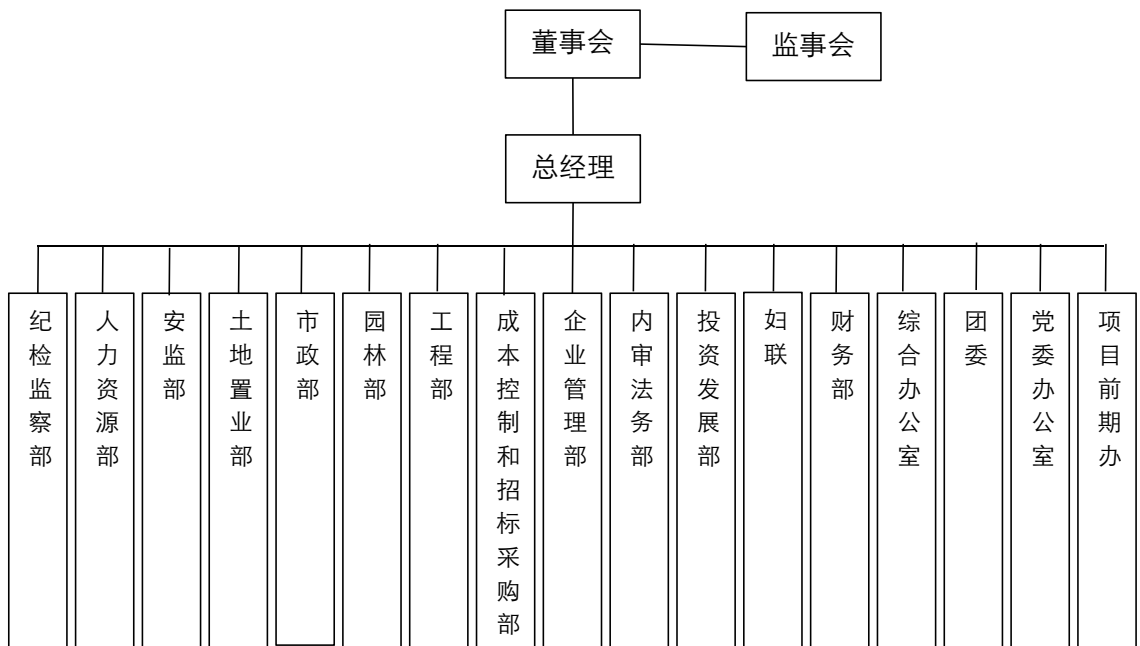 董事会
监事会
总经理
纪检监察部
人力资源部
安监部
土地置业部
市政部
园林部
工程部
成本控制和招标采购部
企业管理部
内审法务部
投资发展部
妇联
财务部
综合办公室
团委
党委办公室
项目前期办